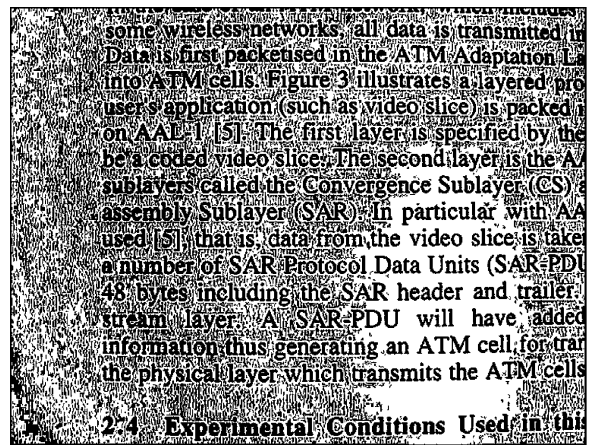 some wireless networks, all data is transmitted in
Data is first packetised in the ATM Adaptation La
into ATM cells. Figure 3 illustrates a layered pro
user's application (such as video slice) is packed i
on AAL-1 [5]. The first layer is specified by the
be a coded video slice. The second layer is the AA
sublayers called the Convergence Sublayer (CS) a
assembly Sublayer (SAR). In particular with AA
used [5], that is, data from the video slice is taken
a number of SAR Protocol Data Units (SAR-PDU
48 bytes including the SAR header and trailer.
stream layer. A SAR-PDU will have added
information thus generating an ATM cell for tran
the physical layer which transmits the ATM cells
2.4 Experimental Conditions Used in this